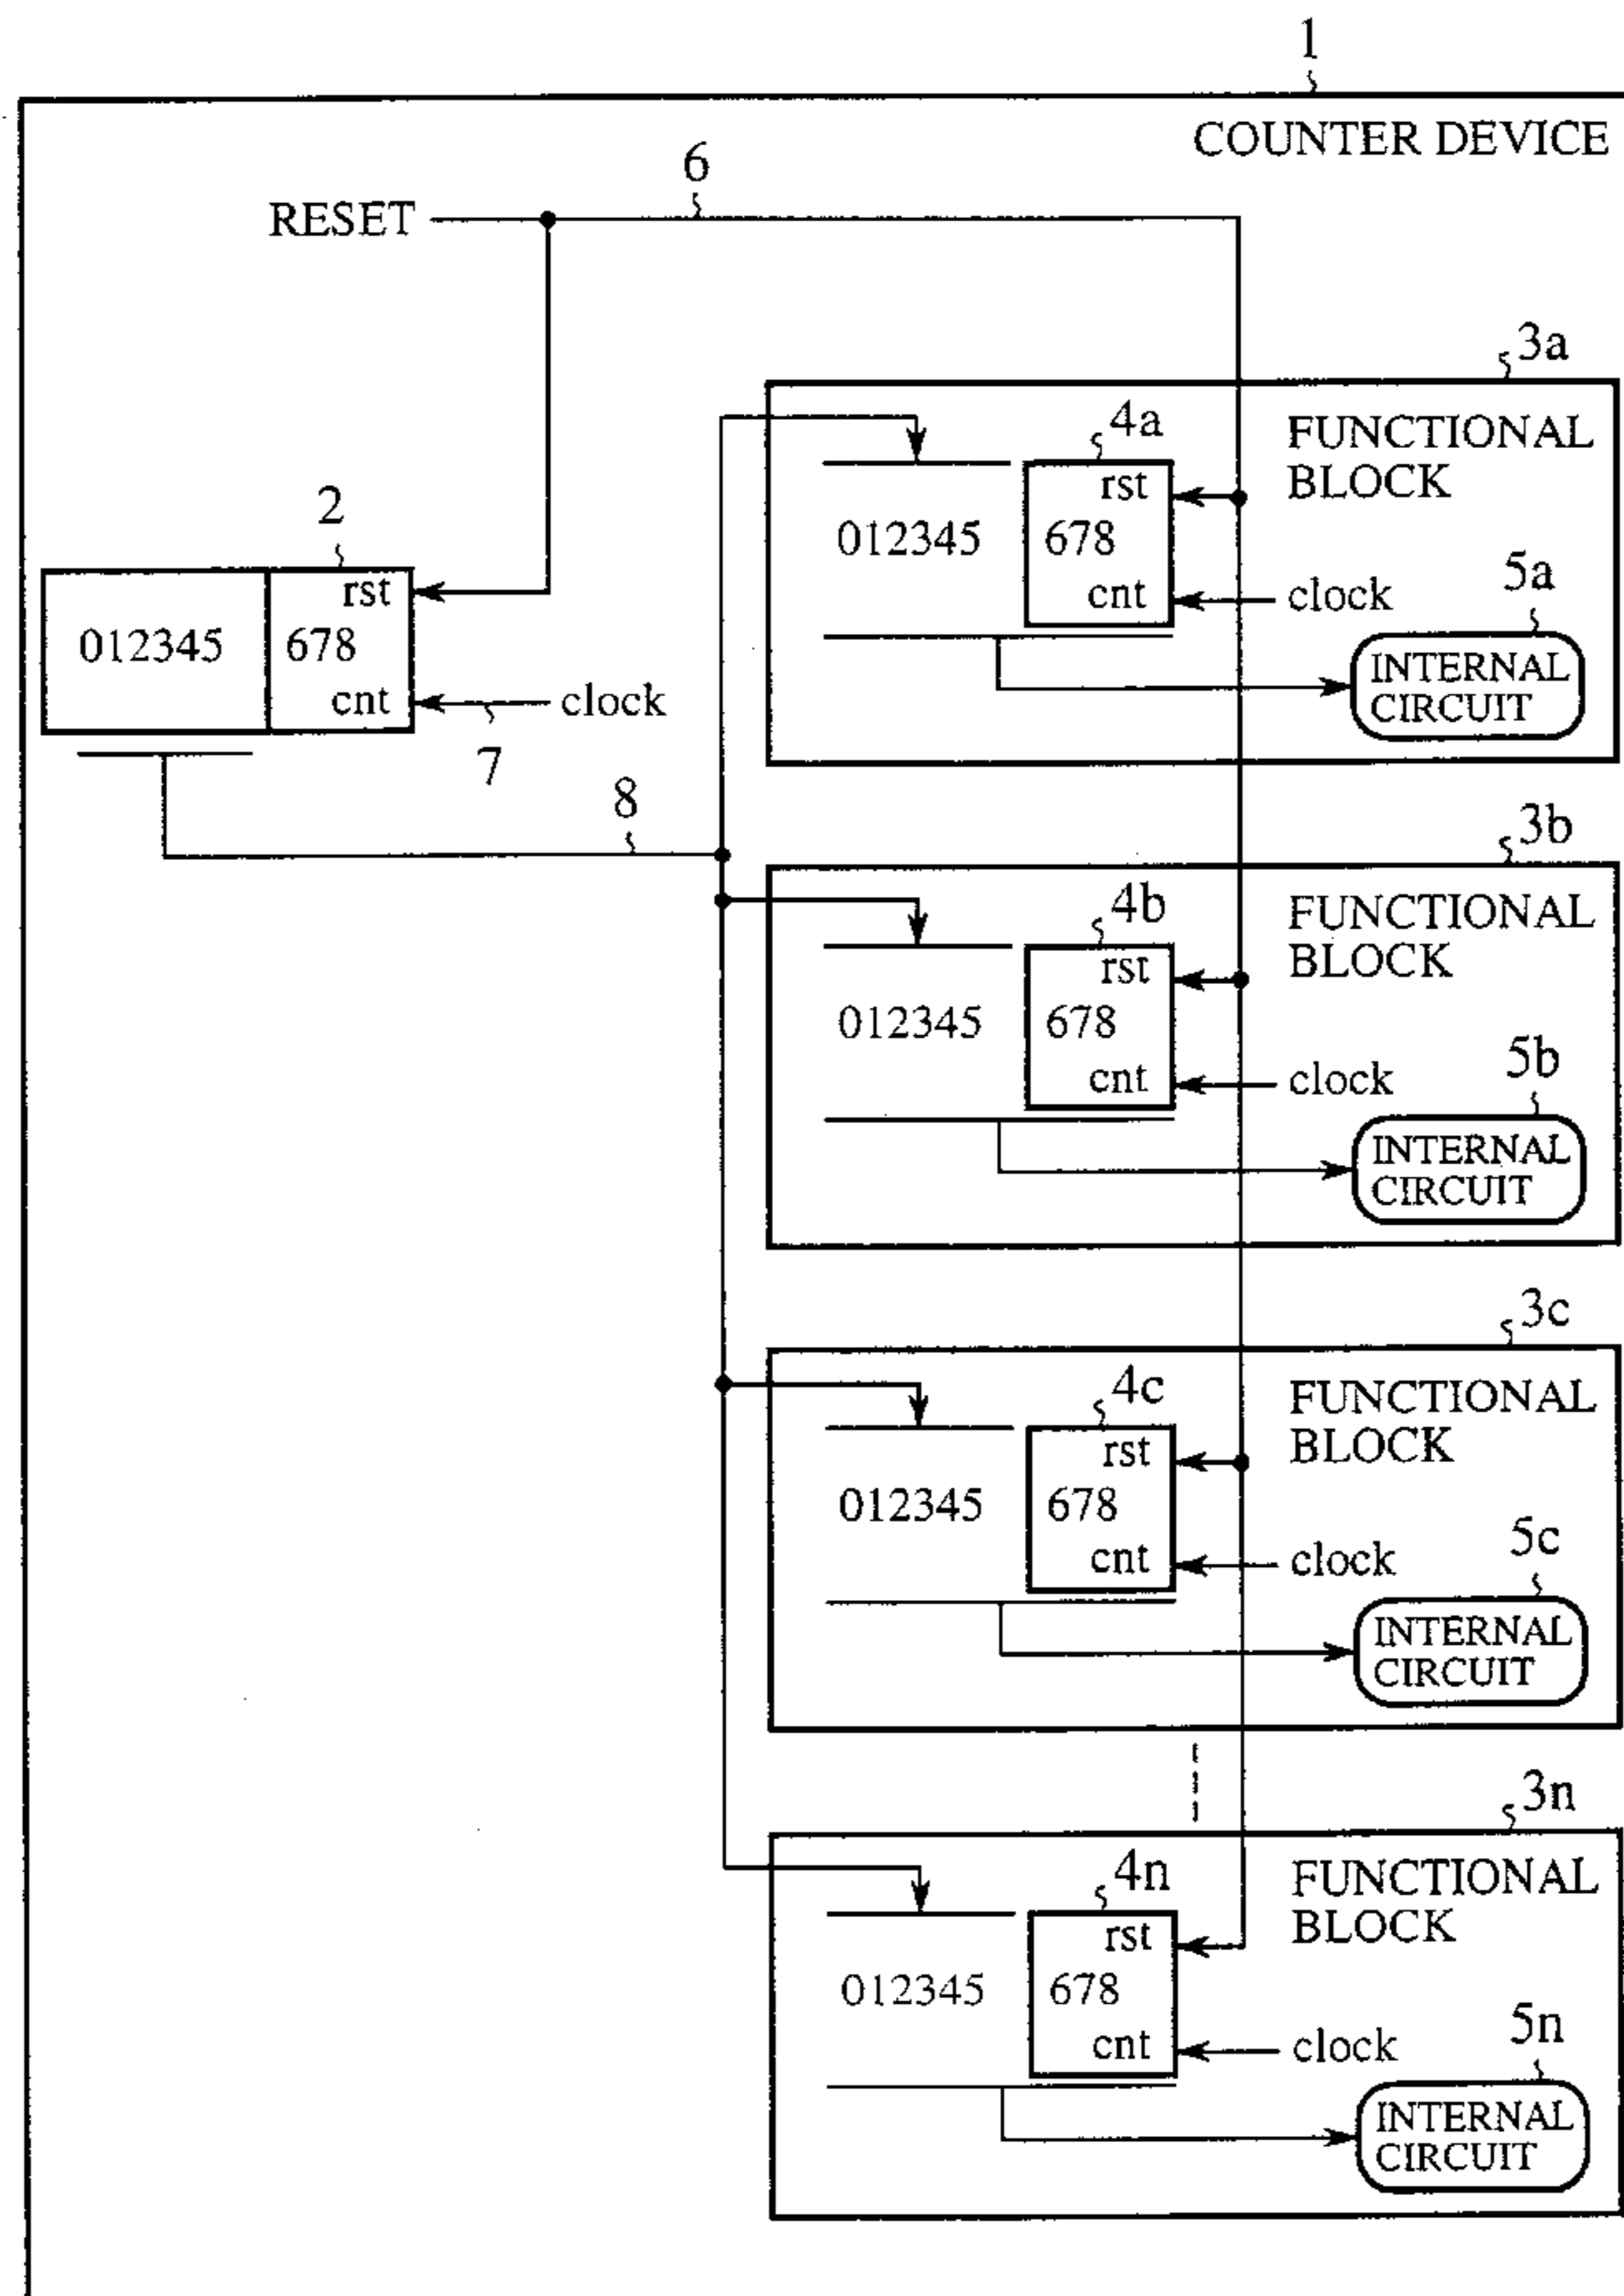 1
COUNTER DEVICE
6
RESET
3a
4a
FUNCTIONAL
BLOCK
rst
012345
678
cnt
clock
5a
INTERNAL
CIRCUIT
2
rst
012345
678
cnt
clock
7
8
3b
4b
FUNCTIONAL
BLOCK
rst
012345
678
cnt
clock
5b
INTERNAL
CIRCUIT
3c
4c
FUNCTIONAL
BLOCK
rst
012345
678
cnt
clock
5c
INTERNAL
CIRCUIT
3n
4n
FUNCTIONAL
BLOCK
rst
012345
678
cnt
clock
5n
INTERNAL
CIRCUIT